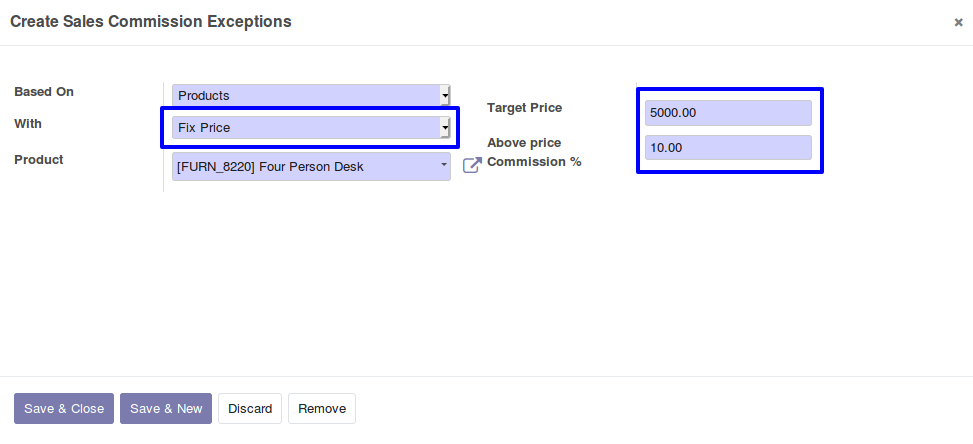 Create Sales Commission Exceptions
Based On
Products
With
Fix Price
Product
[FURN_8220] Four Person Desk
Target Price
5000.00
Above price
Commission %
10.00
Save & Close
Save & New
Discard
Remove